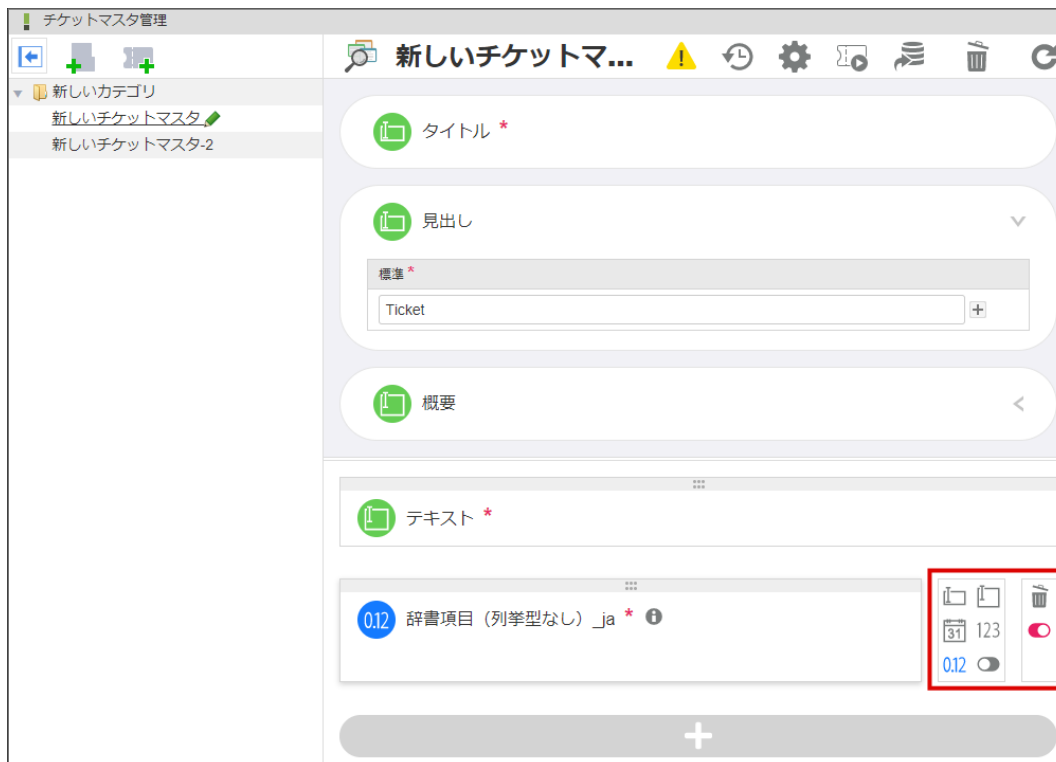 チケットマスタ管理
新しいチケットマ...
新しいカテゴリ
新しいチケットマスタ
新しいチケットマスタ-2
タイトル *
見出し
標準 *
Ticket
概要
テキスト *
0.12 辞書項目（列挙型なし）_ja *
31 123
0.12